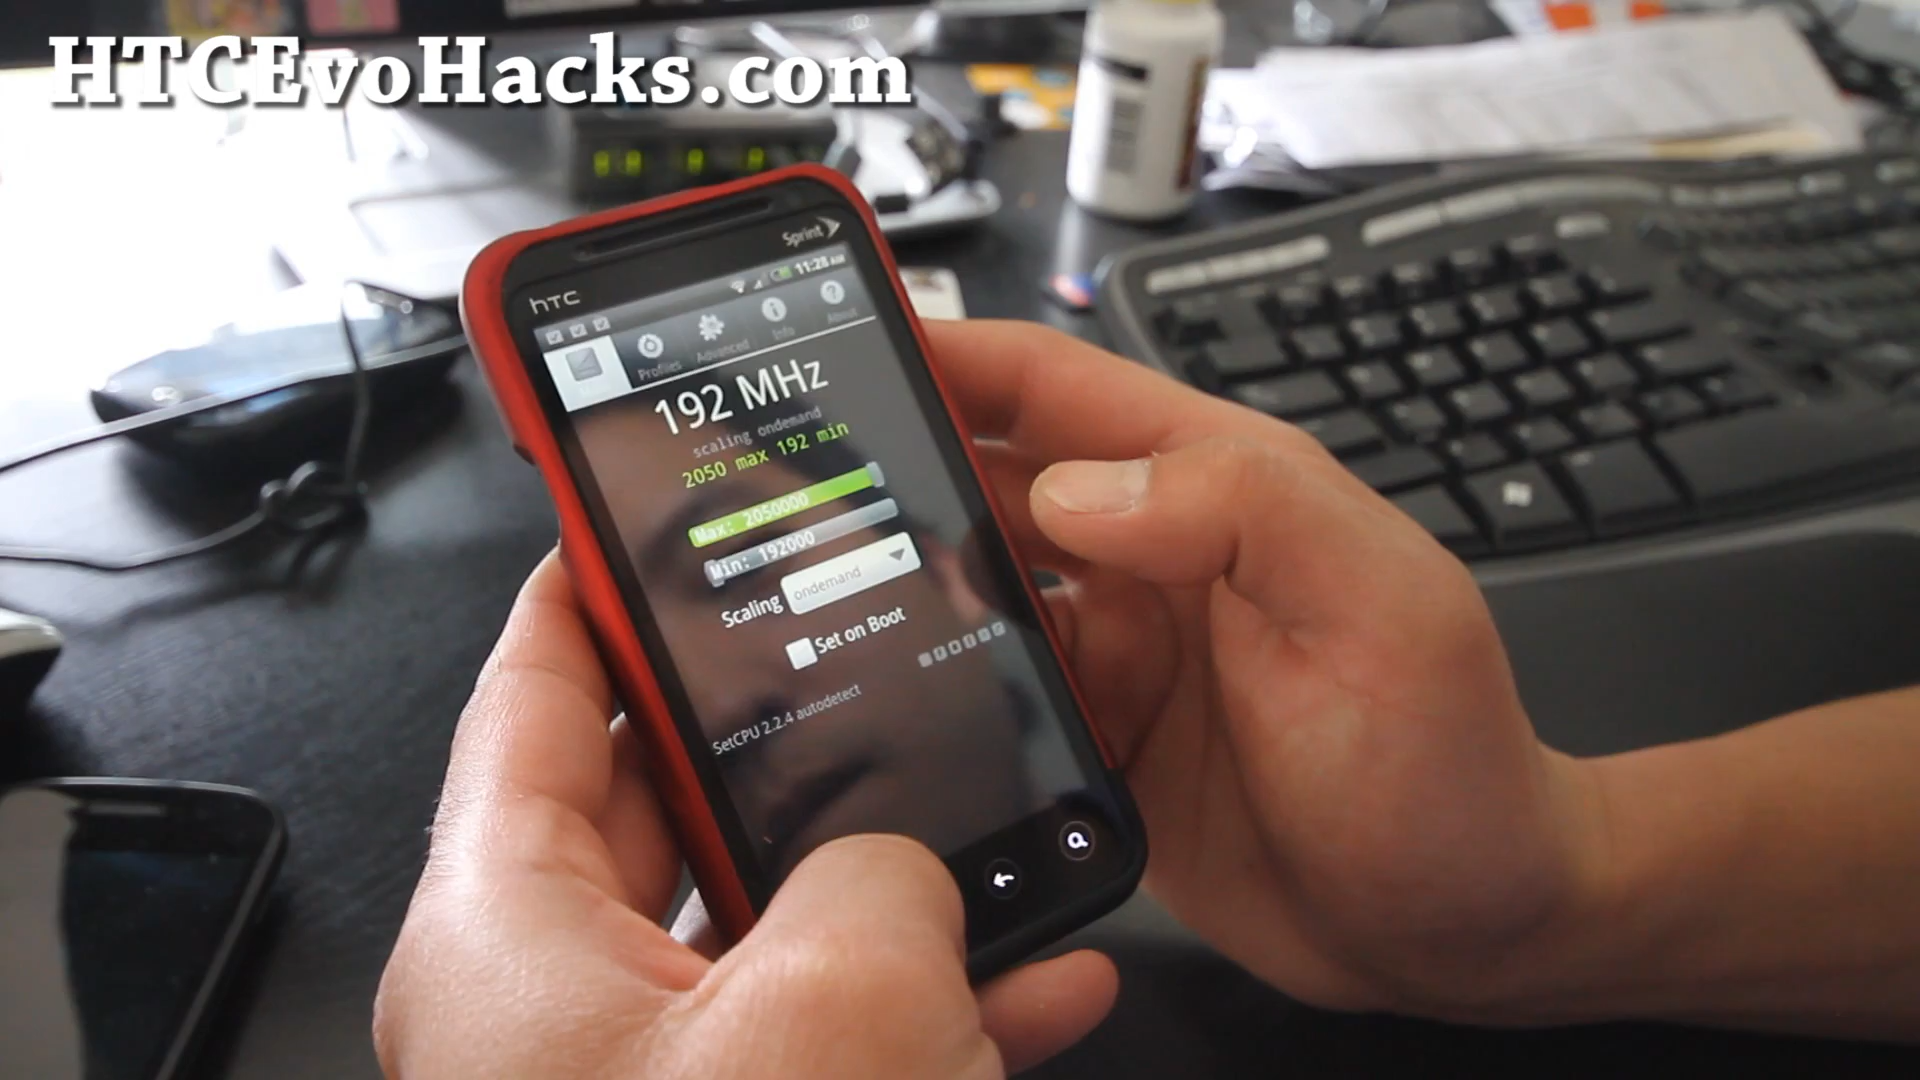 HTCEvoHacks.com
Sprint
hTC
11:28 AM
Profiles
Advanced
Info
About
192 MHz
scaling ondemand
2050 max 192 min
Max: 2050000
Min: 192000
Scaling
ondemand
Set on Boot
SetCPU 2.2.4 autodetect